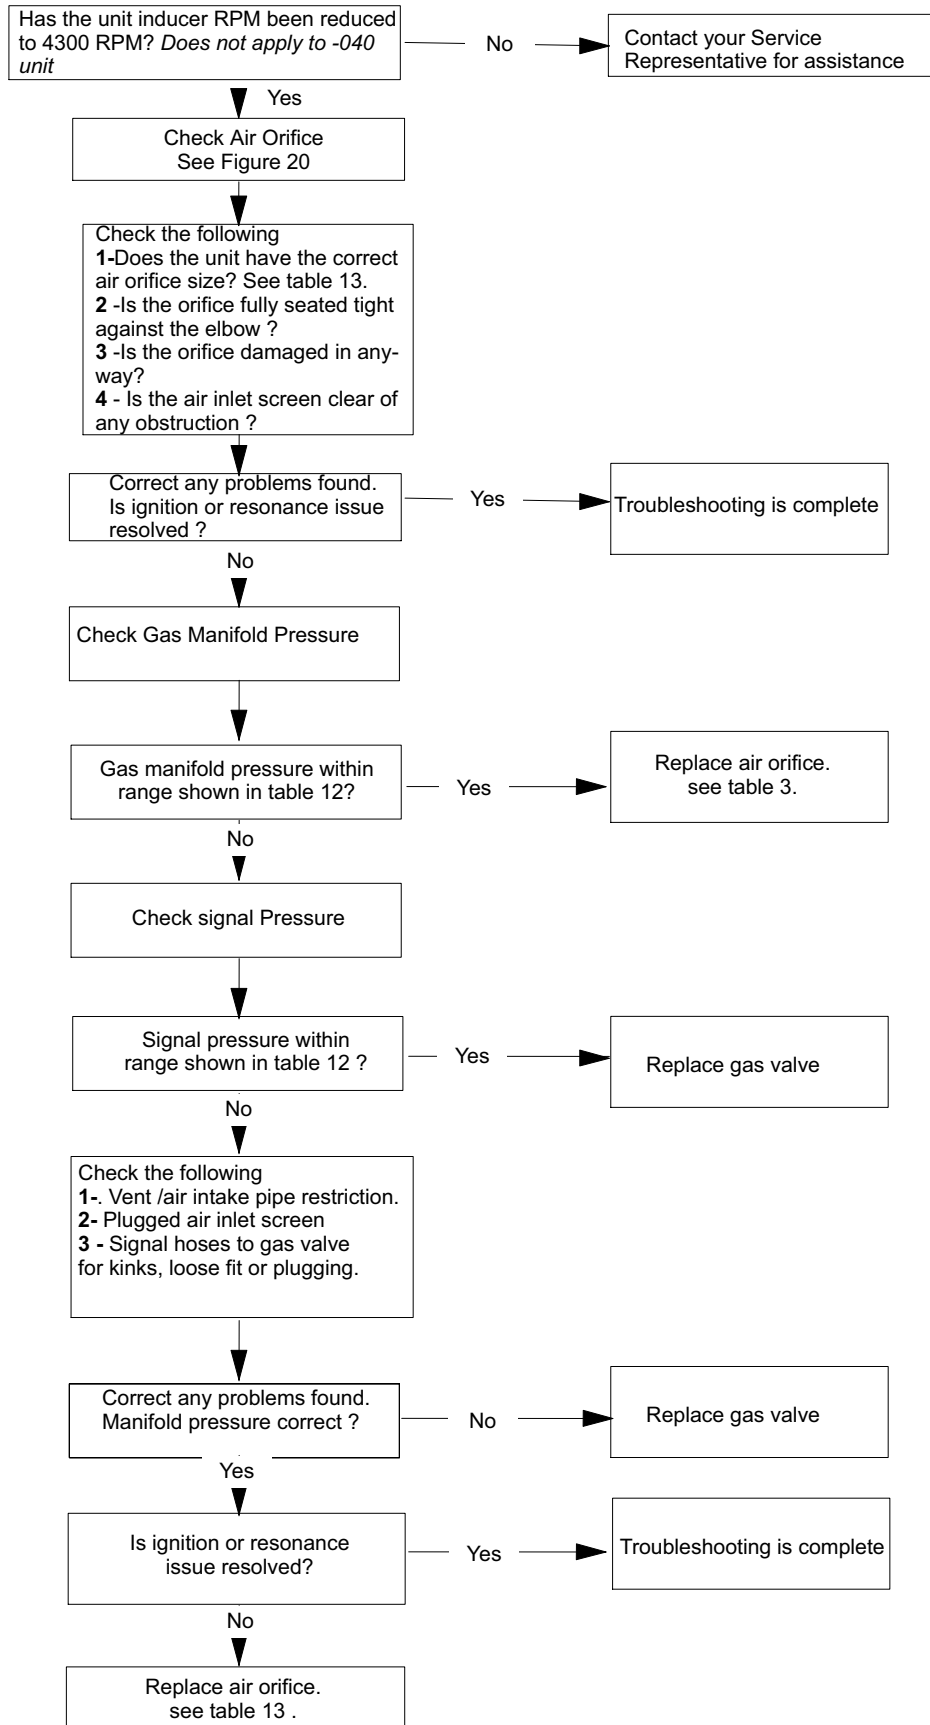 Has the unit inducer RPM been reduced
to 4300 RPM? Does not apply to -040
unit
No
Contact your Service
Representative for assistance
Yes
Check Air Orifice
See Figure 20
Check the following
1-Does the unit have the correct
air orifice size? See table 13.
2 -Is the orifice fully seated tight
against the elbow ?
3 -Is the orifice damaged in any-
way?
4 - Is the air inlet screen clear of
any obstruction ?
Correct any problems found.
Is ignition or resonance issue
resolved ?
Yes
Troubleshooting is complete
No
Check Gas Manifold Pressure
Gas manifold pressure within
range shown in table 12?
Yes
Replace air orifice.
see table 3.
No
Check signal Pressure
Signal pressure within
range shown in table 12 ?
Yes
Replace gas valve
No
Check the following
1-. Vent /air intake pipe restriction.
2- Plugged air inlet screen
3 - Signal hoses to gas valve
for kinks, loose fit or plugging.
Correct any problems found.
Manifold pressure correct ?
No
Replace gas valve
Yes
Is ignition or resonance
issue resolved?
Yes
Troubleshooting is complete
No
Replace air orifice.
see table 13 .